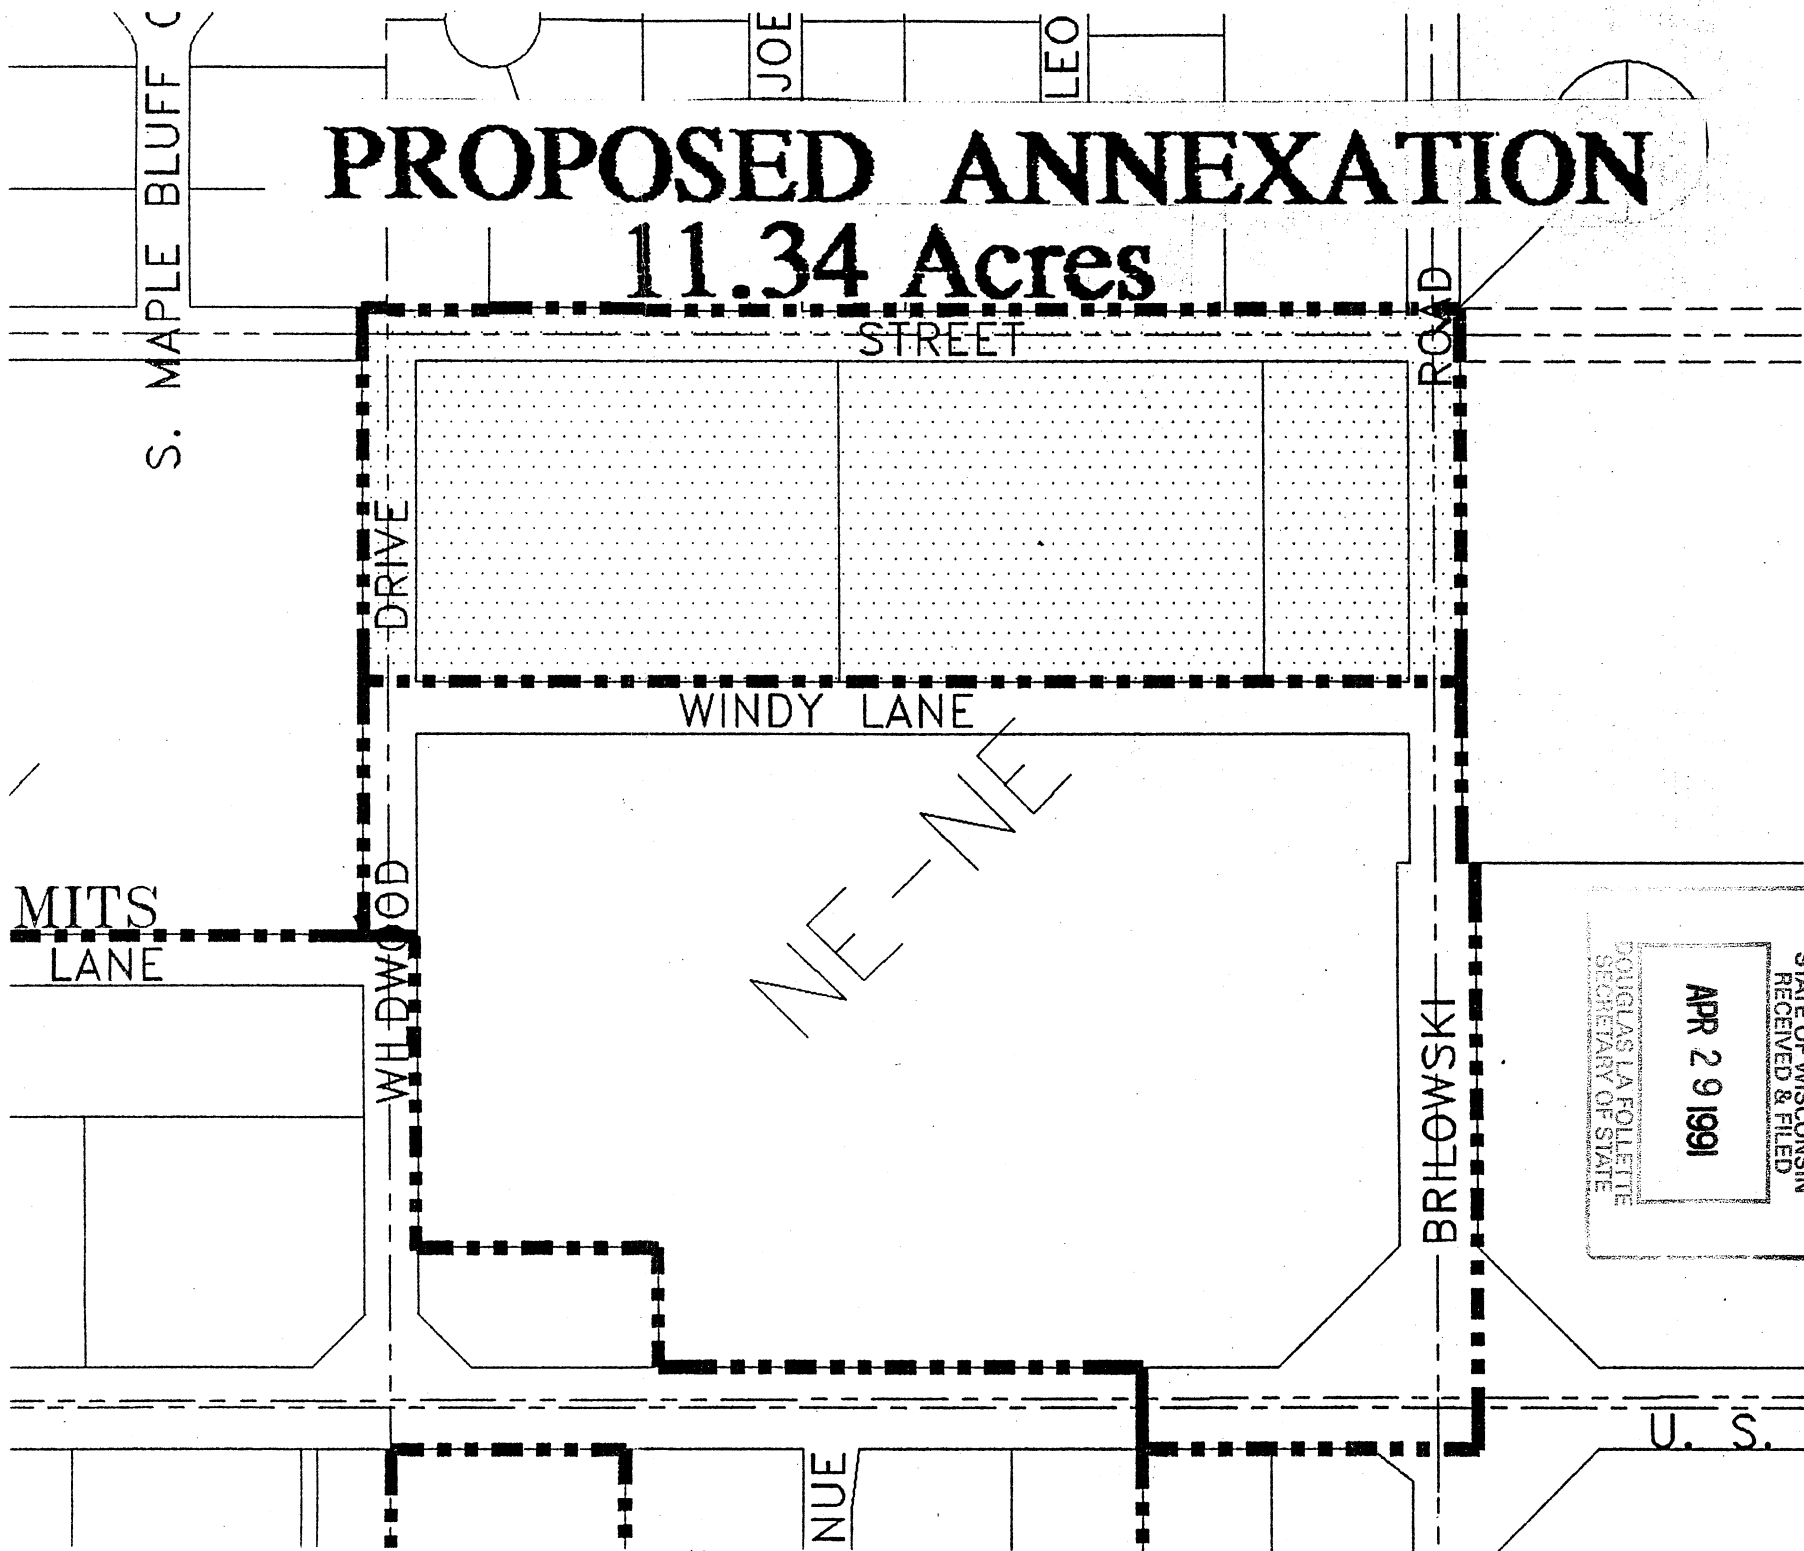 S. MAPLE BLUFF C
JOE
LEO
PROPOSED ANNEXATION
11.34 Acres
STREET
ROAD
DRIVE
WINDY LANE
NE-NE
MITS
LANE
WILDWOOD
BRILOWSKI
STATE OF WISCONSIN
RECEIVED & FILED
APR 29 1991
DOUGLAS LA FOLLETTE
SECRETARY OF STATE
U. S.
NUE